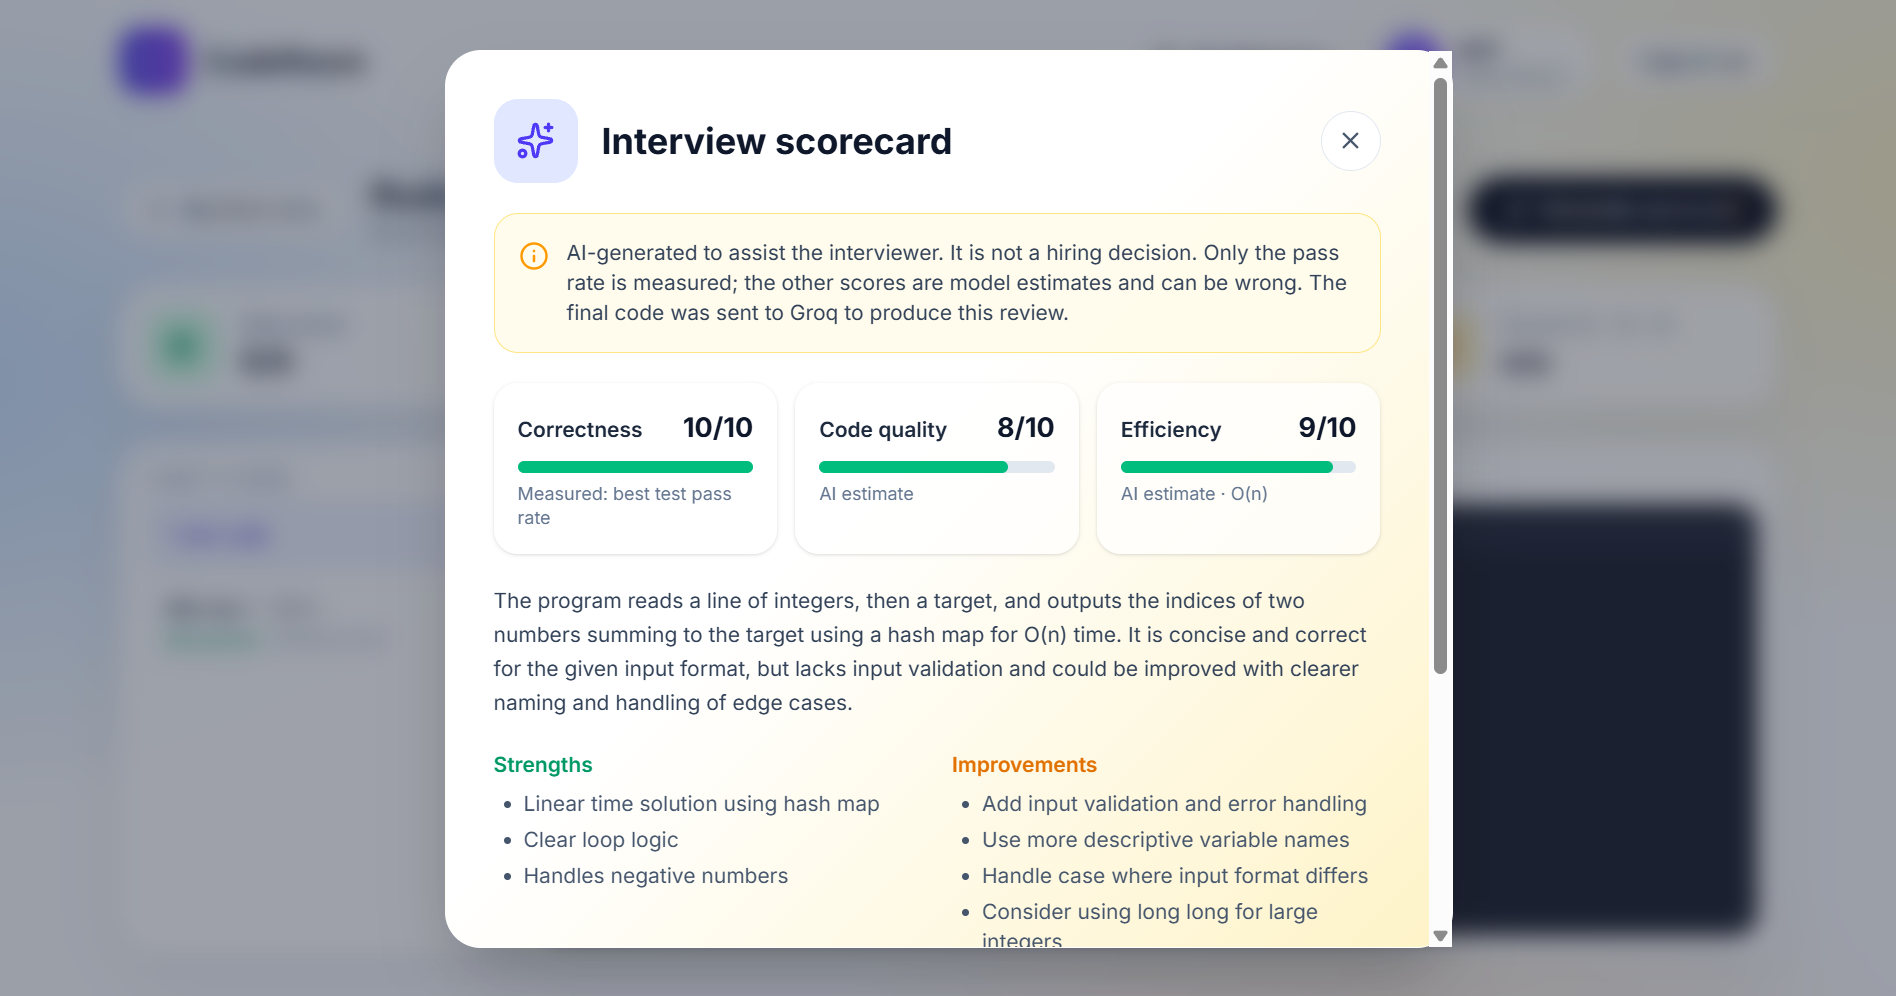 Interview scorecard
AI-generated to assist the interviewer. It is not a hiring decision. Only the pass
rate is measured; the other scores are model estimates and can be wrong. The
final code was sent to Groq to produce this review.
Correctness 10/10
Measured: best test pass
rate
Code quality 8/10
AI estimate
Efficiency 9/10
AI estimate · O(n)
The program reads a line of integers, then a target, and outputs the indices of two
numbers summing to the target using a hash map for O(n) time. It is concise and correct
for the given input format, but lacks input validation and could be improved with clearer
naming and handling of edge cases.
Strengths
• Linear time solution using hash map
• Clear loop logic
• Handles negative numbers
Improvements
• Add input validation and error handling
• Use more descriptive variable names
• Handle case where input format differs
• Consider using long long for large
integers